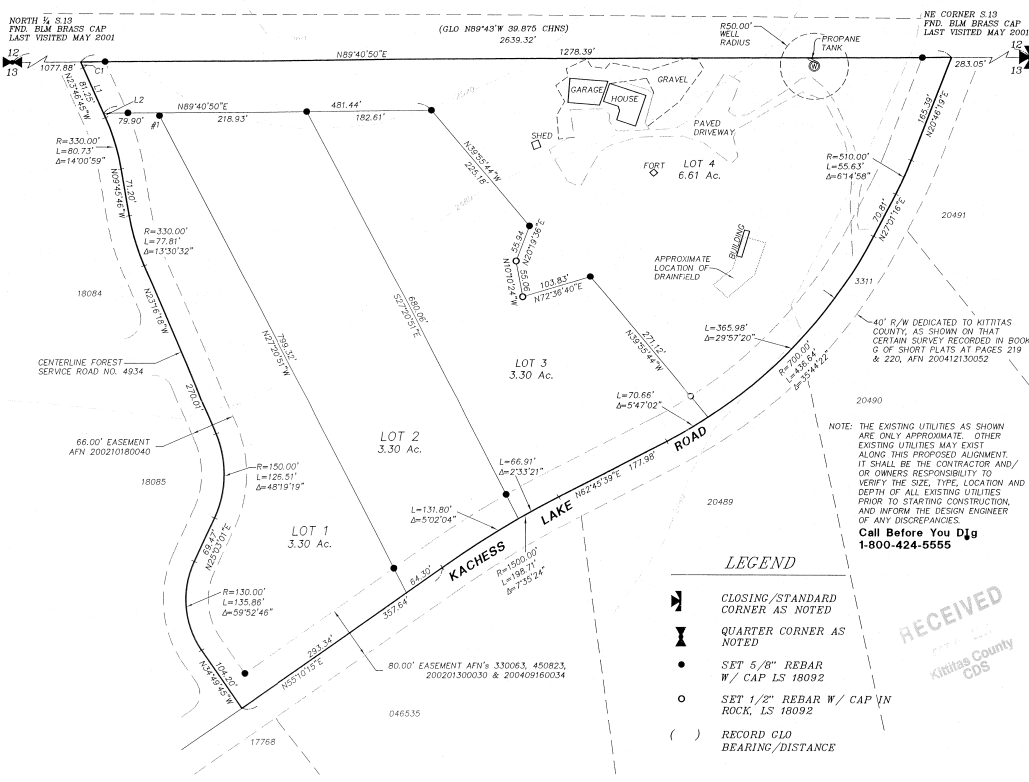 NORTH ¼ S.13
FND. BLM BRASS CAP
LAST VISITED MAY 2001
12
13
1077.88'
(GLO N89°43'W 39.875 CHNS)
2639.32'
N89°40'50"E
1278.39'
R50.00'
WELL
RADIUS
PROPANE
TANK
W
NE CORNER S.13
FND. BLM BRASS CAP
LAST VISITED MAY 2001
12
13
283.05'
C1
L1
81.25'
N23°46'45"W
L2
79.90'
#1
N89°40'50"E
218.93'
481.44'
182.61'
GRAVEL
GARAGE
HOUSE
PAVED
DRIVEWAY
SHED
FORT
LOT 4
6.61 Ac.
165.39'
N20°46'19"E
R=510.00'
L=55.63'
Δ=6°14'58"
70.81'
N27°01'16"E
20491
R=330.00'
L=80.73'
Δ=14°00'59"
71.20'
N09°45'46"W
R=330.00'
L=77.81'
Δ=13°30'32"
N39°55'44"W
225.18'
2580
55.94
N20°19'36"E
55.06
N10°10'24"W
103.83'
N72°36'40"E
BUILDING
APPROXIMATE
LOCATION OF
DRAINFIELD
3311
18084
N23°16'18"W
270.01'
CENTERLINE FOREST
SERVICE ROAD NO. 4934
799.32'
N27°20'51"W
680.06'
S27°20'51"E
271.12'
N39°55'44"W
L=365.98'
Δ=29°57'20"
R=700.00'
L=436.64'
Δ=35°44'22"
40' R/W DEDICATED TO KITTITAS
COUNTY, AS SHOWN ON THAT
CERTAIN SURVEY RECORDED IN BOOK
G OF SHORT PLATS AT PAGES 219
& 220, AFN 200412130052
LOT 3
3.30 Ac.
L=70.66'
Δ=5°47'02"
20490
66.00' EASEMENT
AFN 200210180040
LOT 2
3.30 Ac.
NOTE: THE EXISTING UTILITIES AS SHOWN
ARE ONLY APPROXIMATE. OTHER
EXISTING UTILITIES MAY EXIST
ALONG THIS PROPOSED ALIGNMENT.
IT SHALL BE THE CONTRACTOR AND/
OR OWNERS RESPONSIBILITY TO
VERIFY THE SIZE, TYPE, LOCATION AND
DEPTH OF ALL EXISTING UTILITIES
PRIOR TO STARTING CONSTRUCTION,
AND INFORM THE DESIGN ENGINEER
OF ANY DISCREPANCIES.
Call Before You DIg
1-800-424-5555
18085
R=150.00'
L=126.51'
Δ=48°19'19"
L=66.91'
Δ=2°33'21"
N62°45'39"E
177.98'
KACHESS LAKE ROAD
20489
L=131.80'
Δ=5°02'04"
LOT 1
3.30 Ac.
69.47'
N25°03'01"E
R=1500.00'
L=198.71'
Δ=7°35'24"
64.30'
357.64'
R=130.00'
L=135.86'
Δ=59°52'46"
293.34'
N55°10'15"E
104.20'
N34°49'45"W
80.00' EASEMENT AFN's 330063, 450823,
200201300030 & 200409160034
046535
17768
LEGEND
CLOSING/STANDARD
CORNER AS NOTED
QUARTER CORNER AS
NOTED
SET 5/8" REBAR
W/ CAP LS 18092
SET 1/2" REBAR W/ CAP IN
ROCK, LS 18092
( ) RECORD GLO
BEARING/DISTANCE
RECEIVED
Kittitas County
CDS